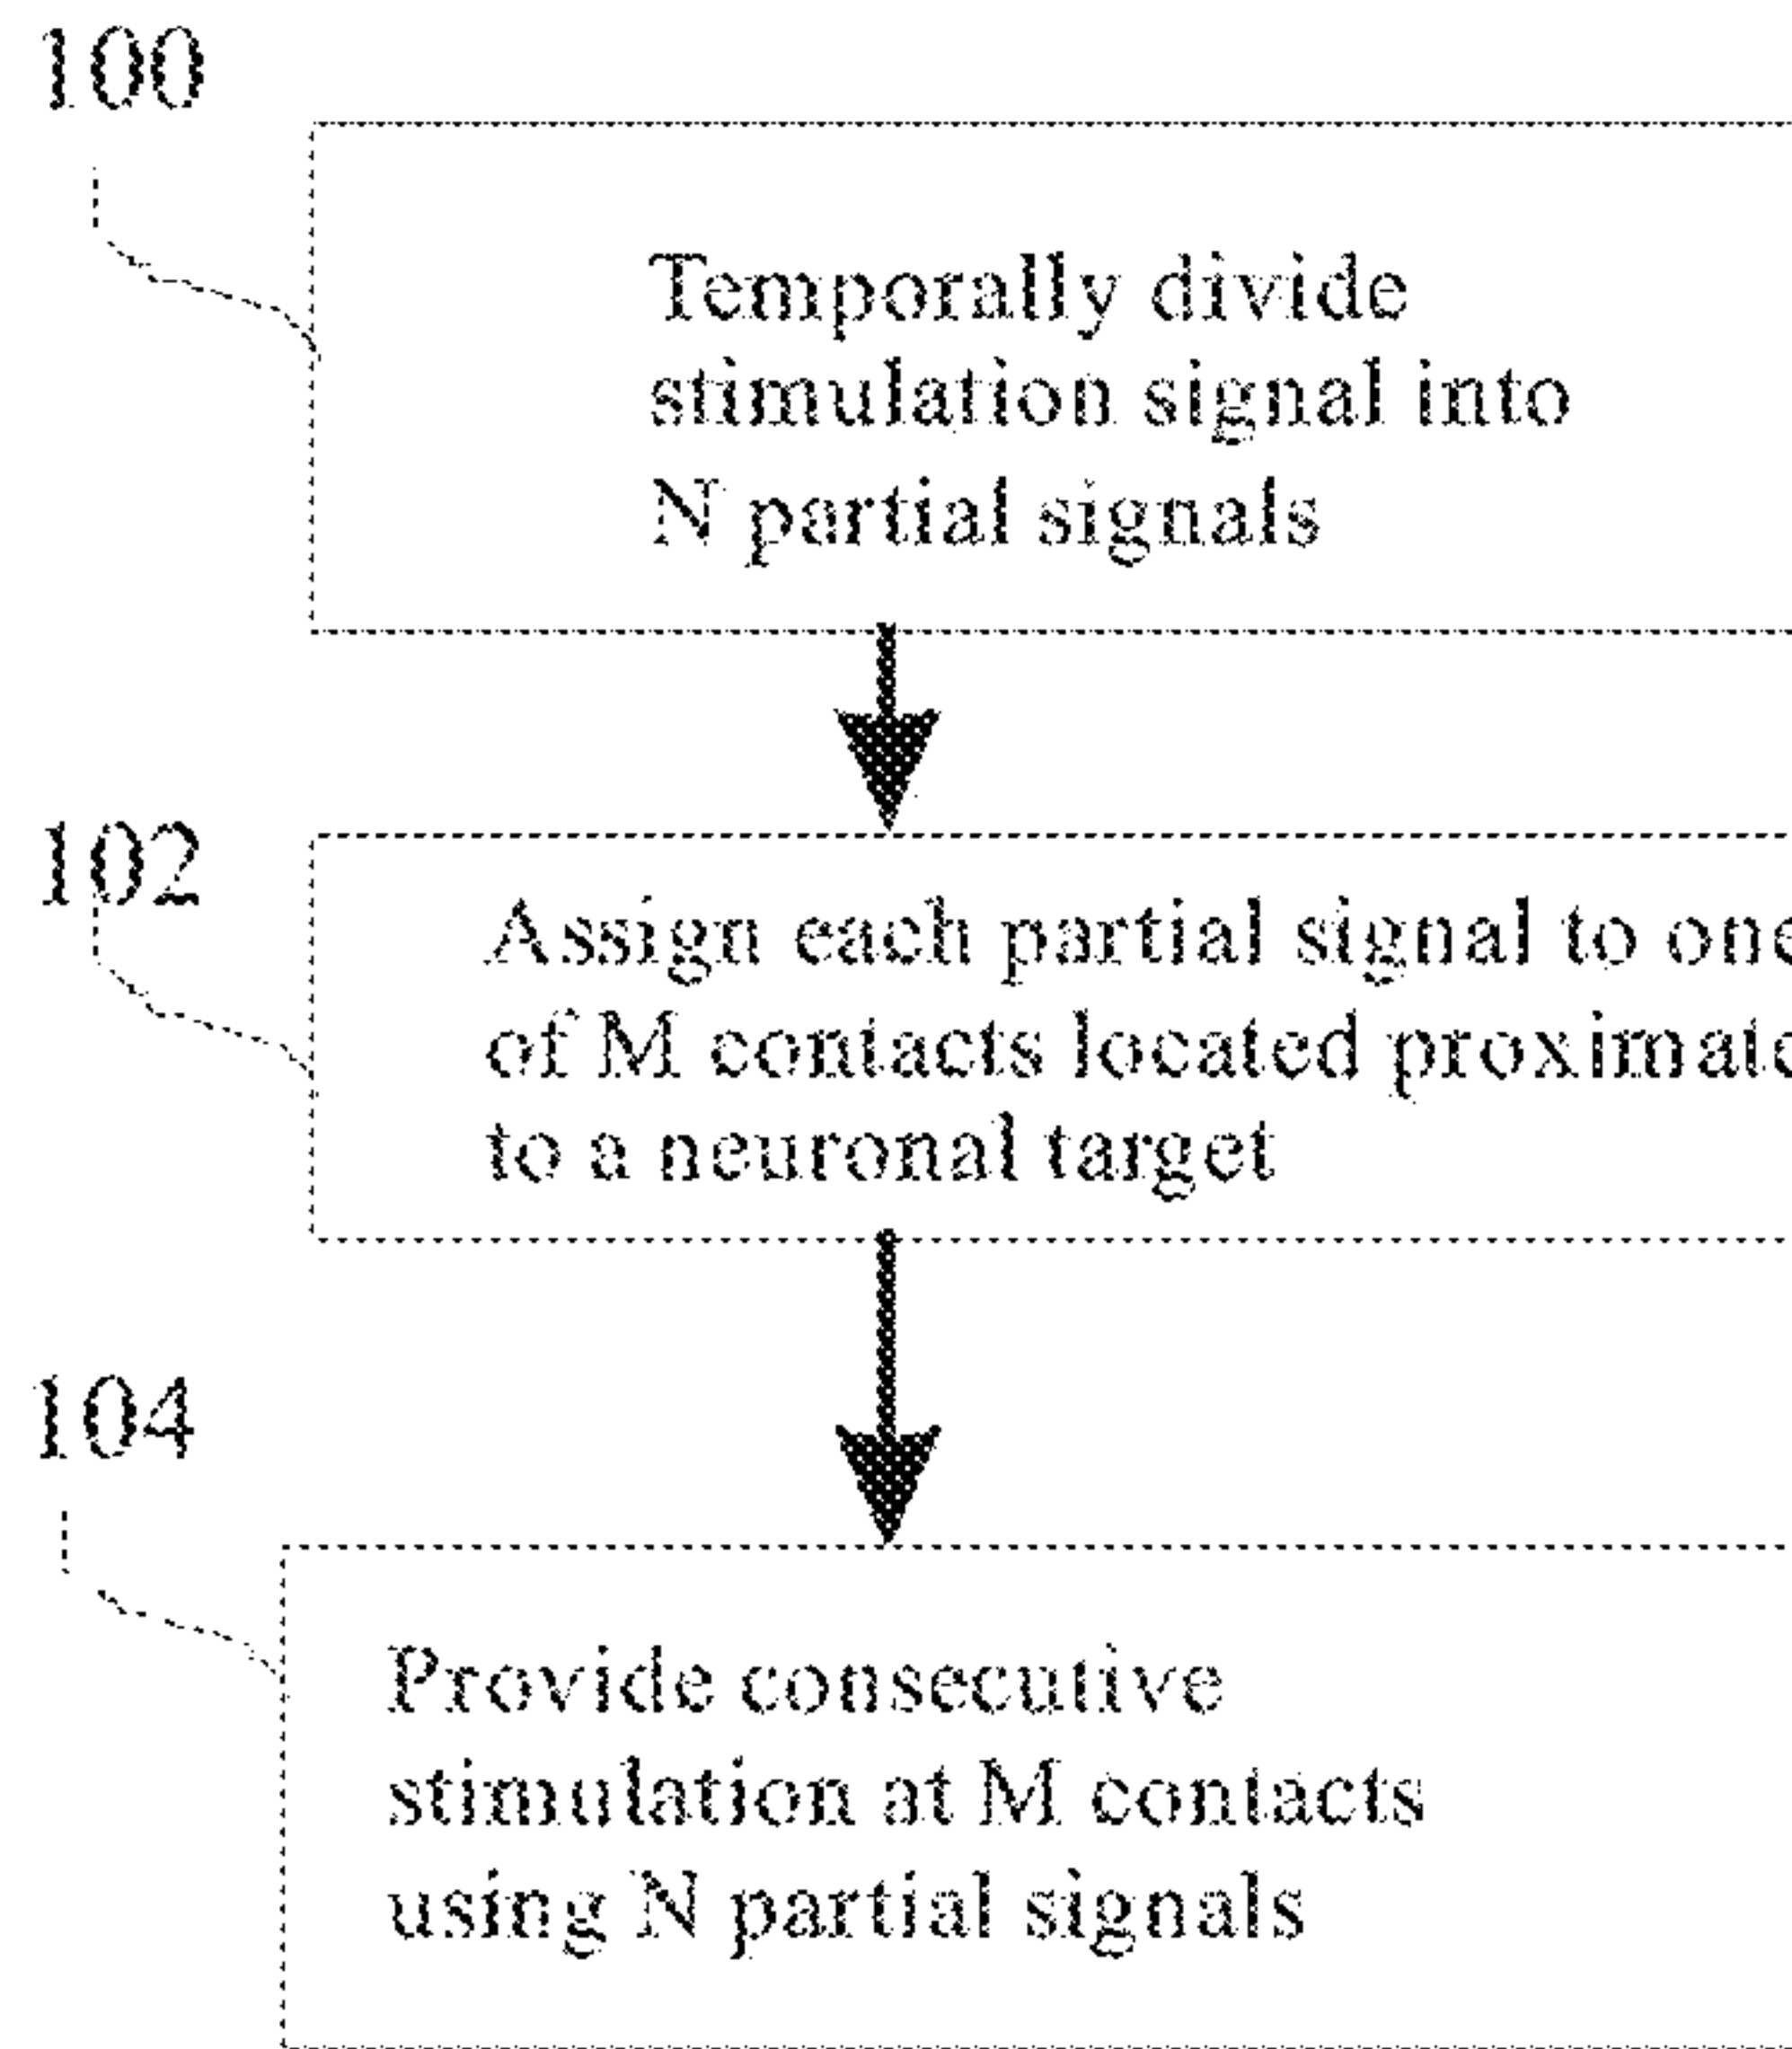 100
Temporally divide
stimulation signal into
N partial signals
102
Assign each partial signal to one
of M contacts located proximate
to a neuronal target
104
Provide consecutive
stimulation at M contacts
using N partial signals